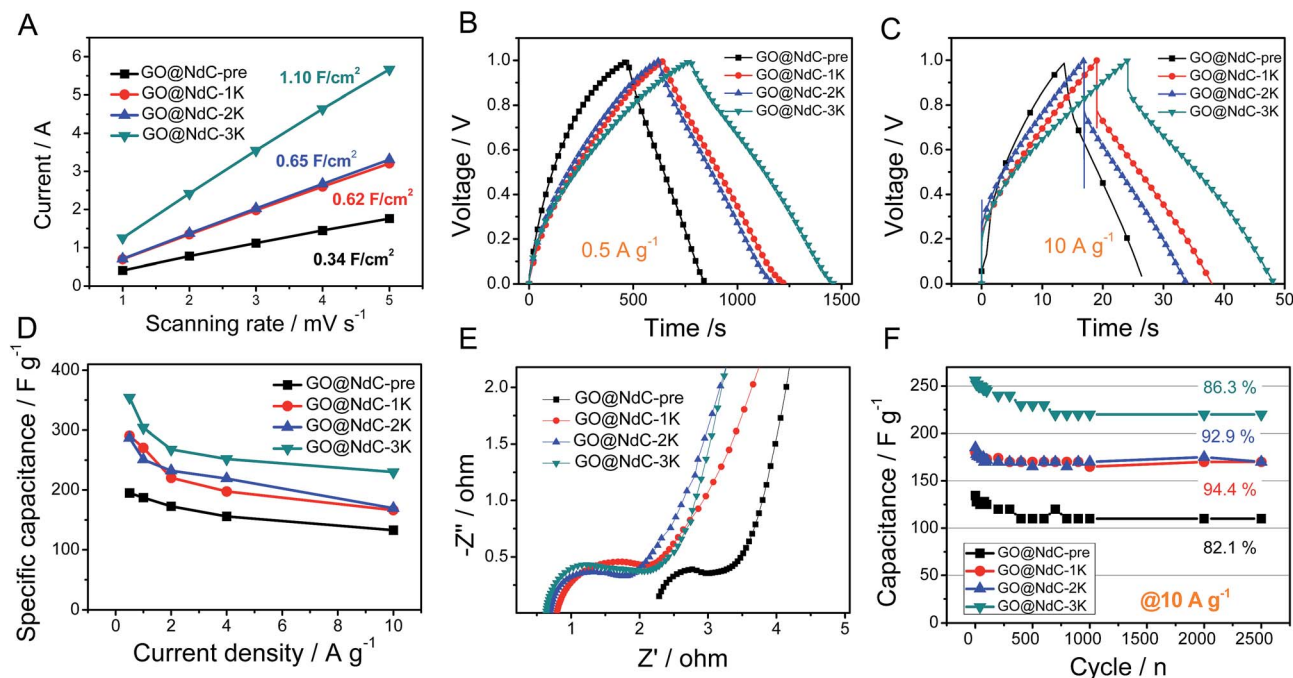 A
6
5
4
3
2
1
0
Current / A
GO@NdC-pre
GO@NdC-1K
GO@NdC-2K
GO@NdC-3K
1.10 F/cm²
0.65 F/cm²
0.62 F/cm²
0.34 F/cm²
1 2 3 4 5
Scanning rate / mV s⁻¹
B
1.0
0.8
0.6
0.4
0.2
0.0
Voltage / V
GO@NdC-pre
GO@NdC-1K
GO@NdC-2K
GO@NdC-3K
0.5 A g⁻¹
0 500 1000 1500
Time /s
C
1.0
0.8
0.6
0.4
0.2
0.0
Voltage / V
GO@NdC-pre
GO@NdC-1K
GO@NdC-2K
GO@NdC-3K
10 A g⁻¹
0 10 20 30 40 50
Time /s
D
400
300
200
100
0
Specific capacitance / F g⁻¹
GO@NdC-pre
GO@NdC-1K
GO@NdC-2K
GO@NdC-3K
0 2 4 6 8 10
Current density / A g⁻¹
E
2.0
1.5
1.0
0.5
-Z'' / ohm
GO@NdC-pre
GO@NdC-1K
GO@NdC-2K
GO@NdC-3K
1 2 3 4 5
Z' / ohm
F
250
200
150
100
50
0
Capacitance / F g⁻¹
86.3 %
92.9 %
94.4 %
82.1 %
GO@NdC-pre
GO@NdC-1K
GO@NdC-2K
GO@NdC-3K
@10 A g⁻¹
0 500 1000 1500 2000 2500
Cycle / n